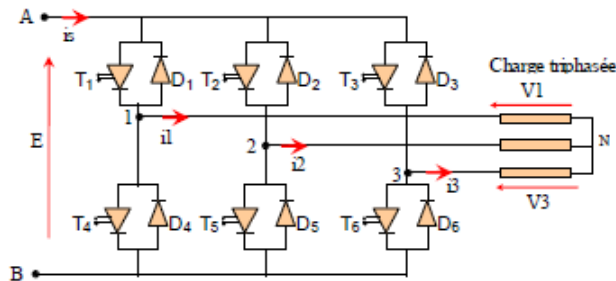 A
is
T1 D1 T2 D2 T3 D3
Charge triphasée
V1
1
i1
E
2
i2
N
3
i3
V3
T4 D4 T5 D5 T6 D6
B